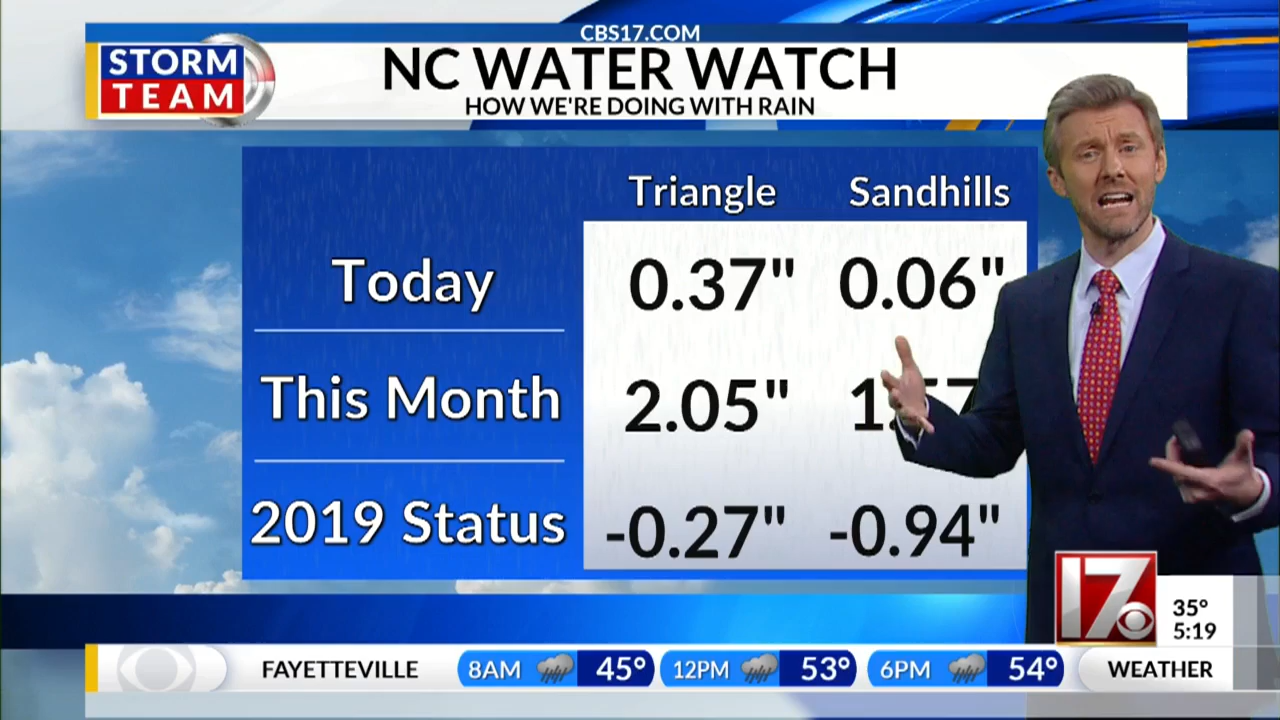 CBS17.COM
STORM
TEAM
NC WATER WATCH
HOW WE'RE DOING WITH RAIN
Triangle Sandhills
Today 0.37" 0.06"
This Month 2.05"
2019 Status -0.27" -0.94"
17
35°
5:19
FAYETTEVILLE 8AM 45° 12PM 53° 6PM 54° WEATHER